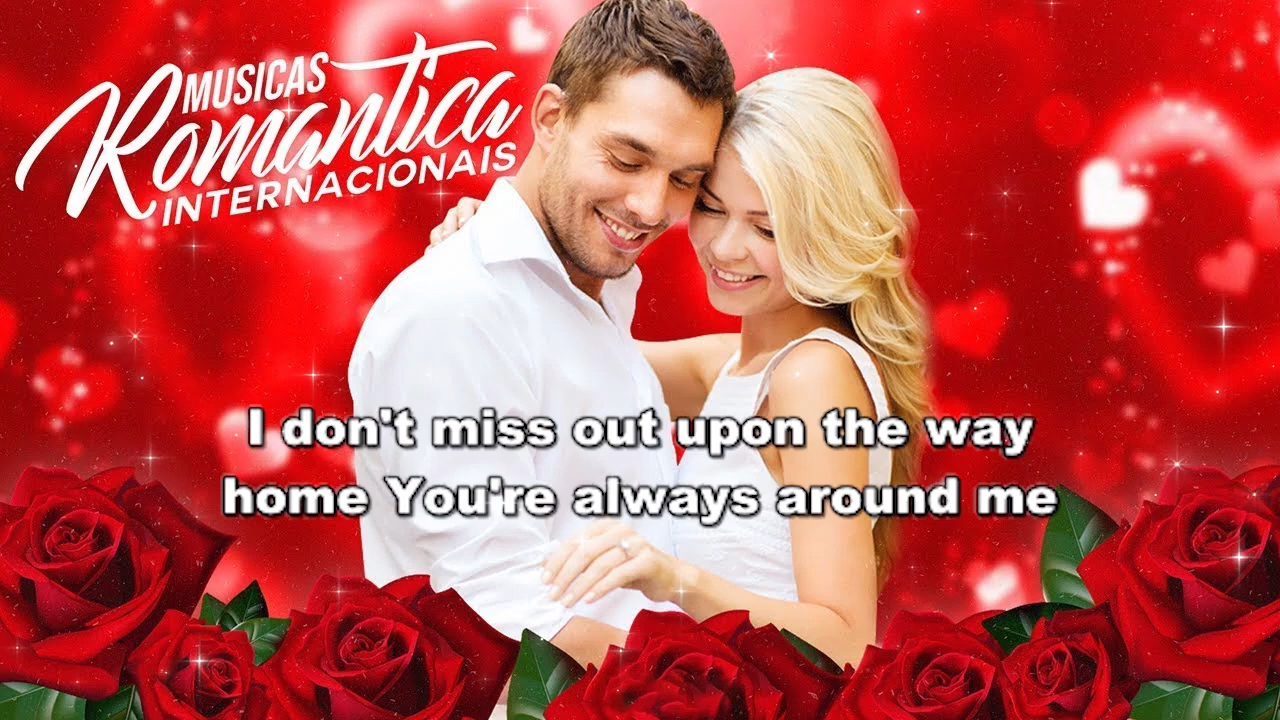 MUSICAS
Romantica
INTERNACIONAIS
I don't miss out upon the way
home You're always around me